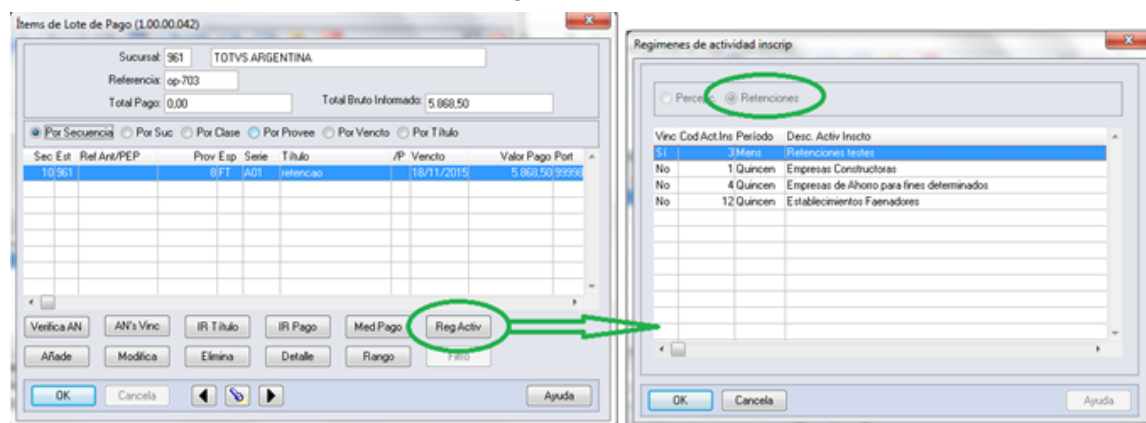 Ítems de Lote de Pago (1.00.00.042)
Sucursal: 961 TOTVS ARGENTINA
Referencia: op-703
Total Pago: 0,00 Total Bruto Informado: 5.868,50
Por Secuencia Por Suc Por Clase Por Provee Por Vencto Por Título
Sec Est Ref.Ant/PEP Prov Esp Serie Título /P Vencto Valor Pago Port
10 961 8 FT A01 retencao 18/11/2015 5.868,50 99998
Verifica AN AN's Vinc IR Título IR Pago Med Pago Reg Activ
Añade Modifica Elimina Detalle Rango Filtro
OK Cancela Ayuda
Regimenes de actividad inscrip
Retenciones
Vinc Cod Act.Ins Período Desc. Activ Inscto
Sí 3 Mens Retenciones testes
No 1 Quincen Empresas Constructoras
No 4 Quincen Empresas de Ahorro para fines determinados
No 12 Quincen Establecimientos Faenadores
OK Cancela Ayuda